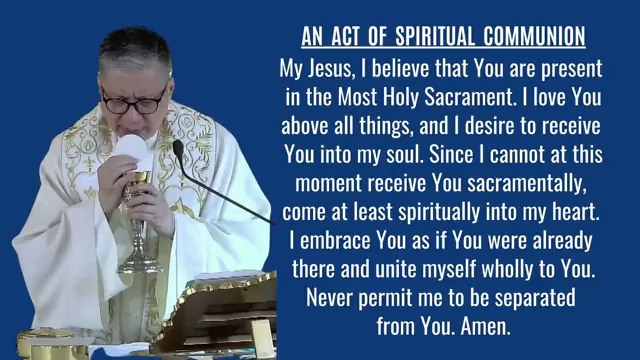 AN ACT OF SPIRITUAL COMMUNION
My Jesus, I believe that You are present
in the Most Holy Sacrament. I love You
above all things, and I desire to receive
You into my soul. Since I cannot at this
moment receive You sacramentally,
come at least spiritually into my heart.
I embrace You as if You were already
there and unite myself wholly to You.
Never permit me to be separated
from You. Amen.